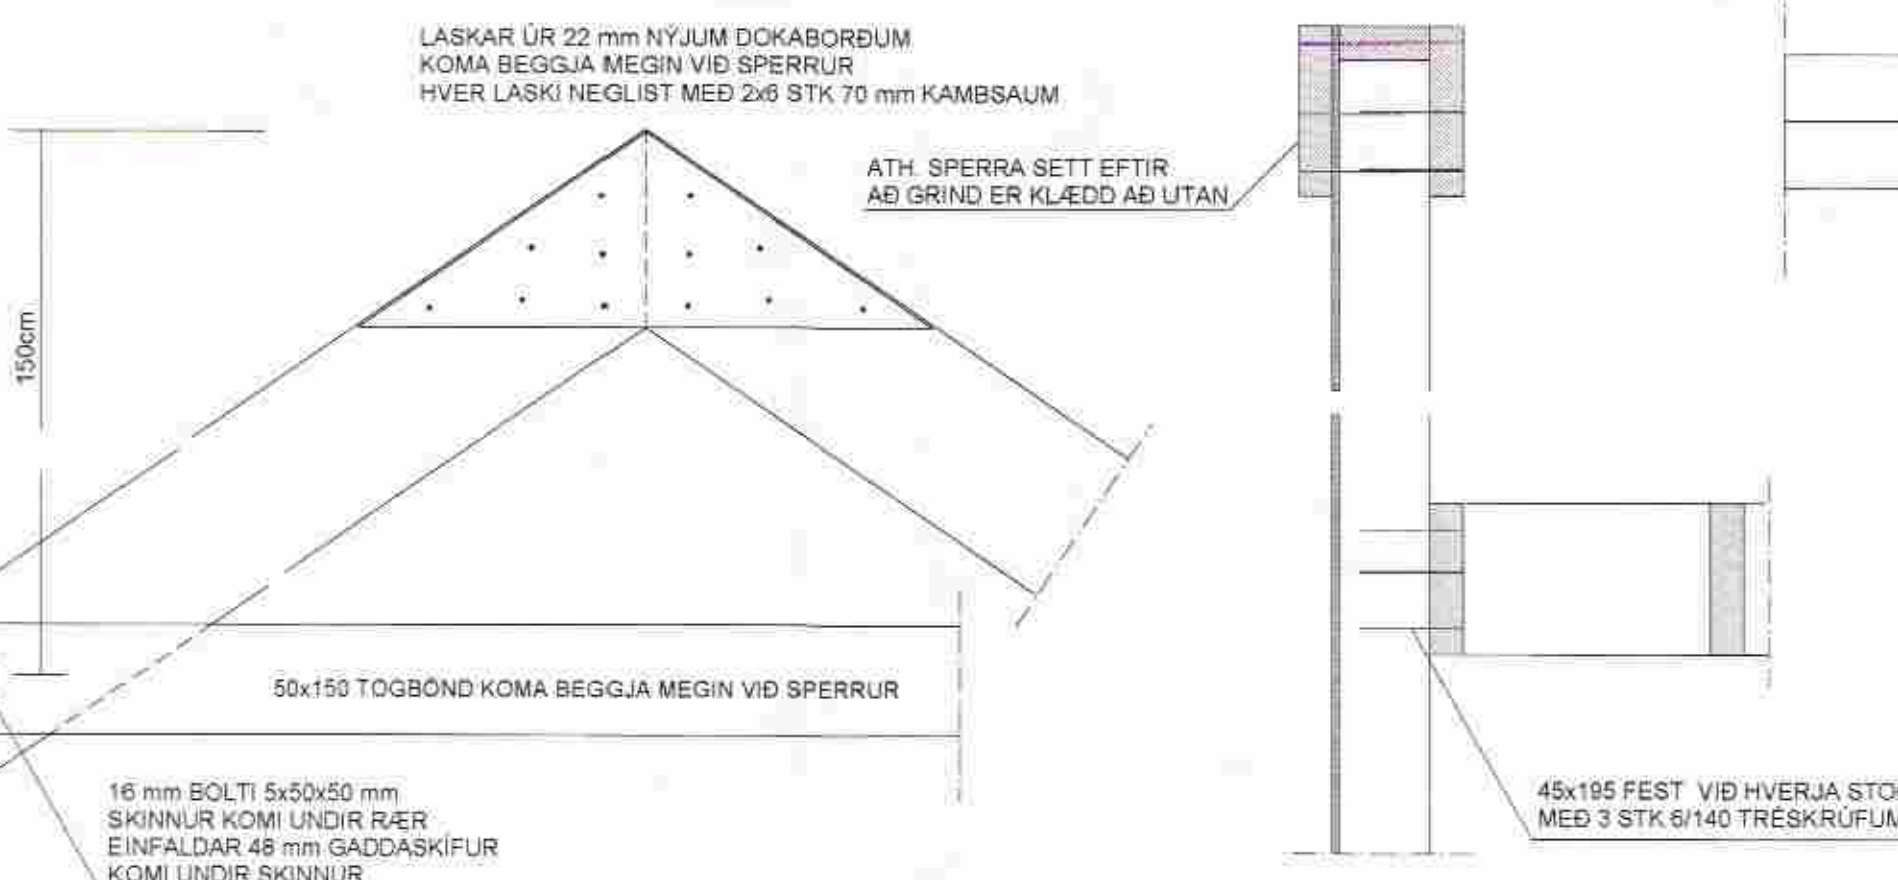 LASKAR ÚR 22 mm NÝJUM DOKABORÐUM
KOMA BEGGJA MEGIN VIÐ SPERRUR
HVER LASKI NEGLIST MEÐ 2x6 STK 70 mm KAMBSAUM
ATH. SPERRA SETT EFTIR
AÐ GRIND ER KLÆDD AÐ UTAN
150cm
50x150 TOGBÖND KOMA BEGGJA MEGIN VIÐ SPERRUR
16 mm BOLTI 5x50x50 mm
SKINNUR KOMI UNDIR RÆR
EINFALDAR 48 mm GADDASKÍFUR
KOMI UNDIR SKINNUR
45x195 FEST VIÐ HVERJA
MEÐ 3 STK 6/140 TRÉSKRÚFUM